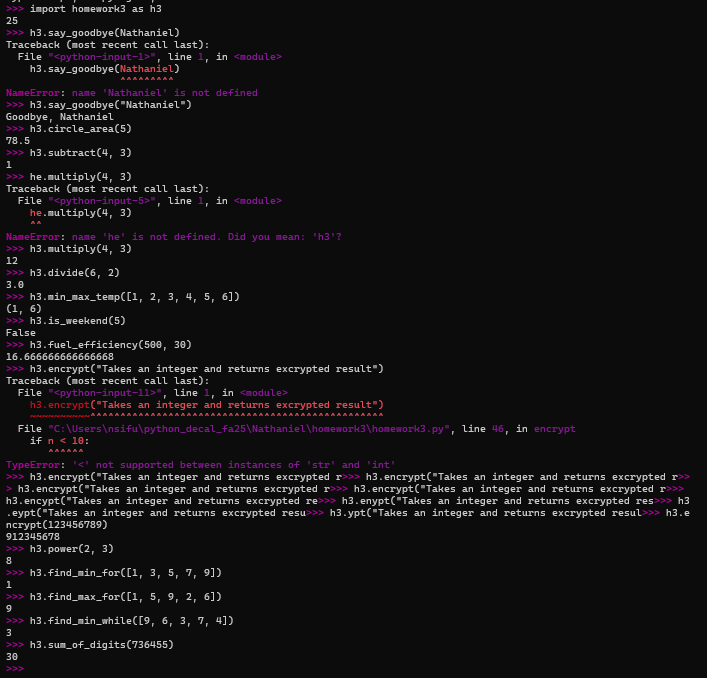 >>> import homework3 as h3
25
>>> h3.say_goodbye(Nathaniel)
Traceback (most recent call last):
  File "<python-input-1>", line 1, in <module>
    h3.say_goodbye(Nathaniel)
                   ^^^^^^^^^
NameError: name 'Nathaniel' is not defined
>>> h3.say_goodbye("Nathaniel")
Goodbye, Nathaniel
>>> h3.circle_area(5)
78.5
>>> h3.subtract(4, 3)
1
>>> he.multiply(4, 3)
Traceback (most recent call last):
  File "<python-input-5>", line 1, in <module>
    he.multiply(4, 3)
    ^^
NameError: name 'he' is not defined. Did you mean: 'h3'?
>>> h3.multiply(4, 3)
12
>>> h3.divide(6, 2)
3.0
>>> h3.min_max_temp([1, 2, 3, 4, 5, 6])
(1, 6)
>>> h3.is_weekend(5)
False
>>> h3.fuel_efficiency(500, 30)
16.666666666666668
>>> h3.encrypt("Takes an integer and returns excrypted result")
Traceback (most recent call last):
  File "<python-input-11>", line 1, in <module>
    h3.encrypt("Takes an integer and returns excrypted result")
    ~~~~~~~~~~^^^^^^^^^^^^^^^^^^^^^^^^^^^^^^^^^^^^^^^^^^^^^^^^^
  File "C:\Users\nsifu\python_decal_fa25\Nathaniel\homework3\homework3.py", line 46, in encrypt
    if n < 10:
       ^^^^^^
TypeError: '<' not supported between instances of 'str' and 'int'
>>> h3.encrypt("Takes an integer and returns excrypted r>>> h3.encrypt("Takes an integer and returns excrypted r>>
> h3.encrypt("Takes an integer and returns excrypted r>>> h3.encrypt("Takes an integer and returns excrypted r>>>
h3.encypt("Takes an integer and returns excrypted re>>> h3.enypt("Takes an integer and returns excrypted res>>> h3
.eypt("Takes an integer and returns excrypted resu>>> h3.ypt("Takes an integer and returns excrypted resul>>> h3.e
ncrypt(123456789)
912345678
>>> h3.power(2, 3)
8
>>> h3.find_min_for([1, 3, 5, 7, 9])
1
>>> h3.find_max_for([1, 5, 9, 2, 6])
9
>>> h3.find_min_while([9, 6, 3, 7, 4])
3
>>> h3.sum_of_digits(736455)
30
>>>